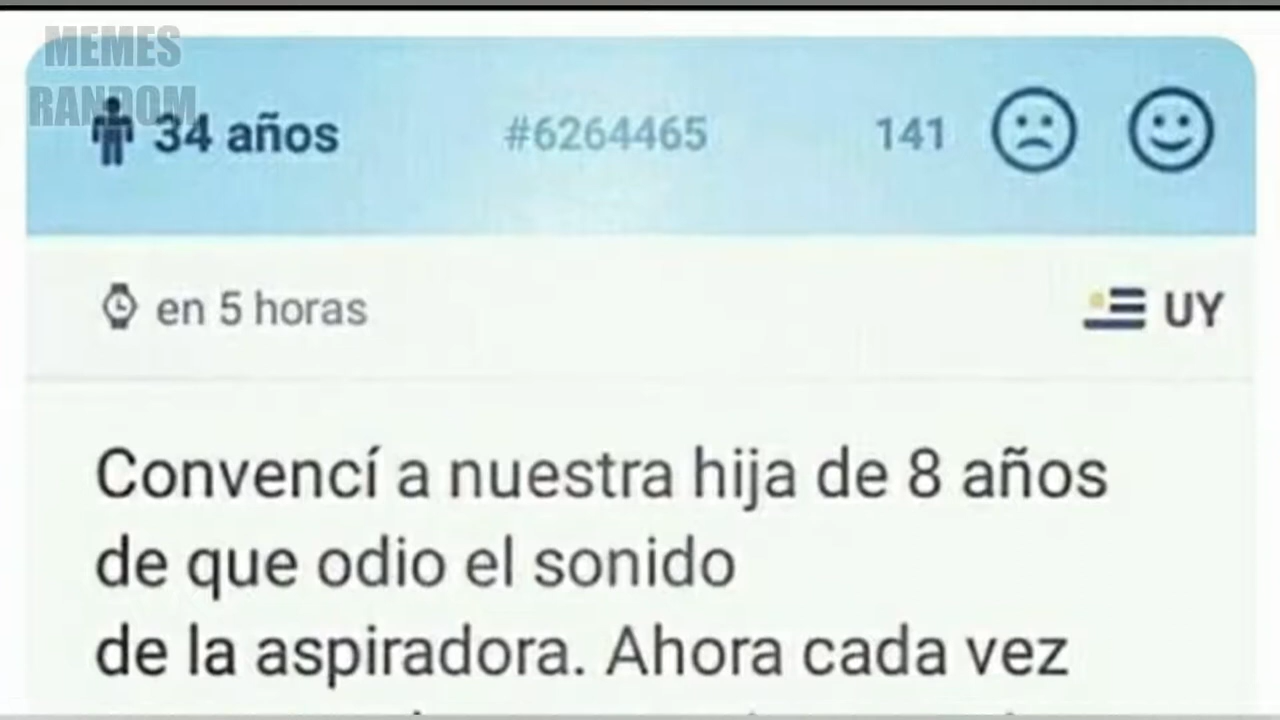 MEMES
RANDOM
34 años #6264465 141
en 5 horas UY
Convencí a nuestra hija de 8 años
de que odio el sonido
de la aspiradora. Ahora cada vez